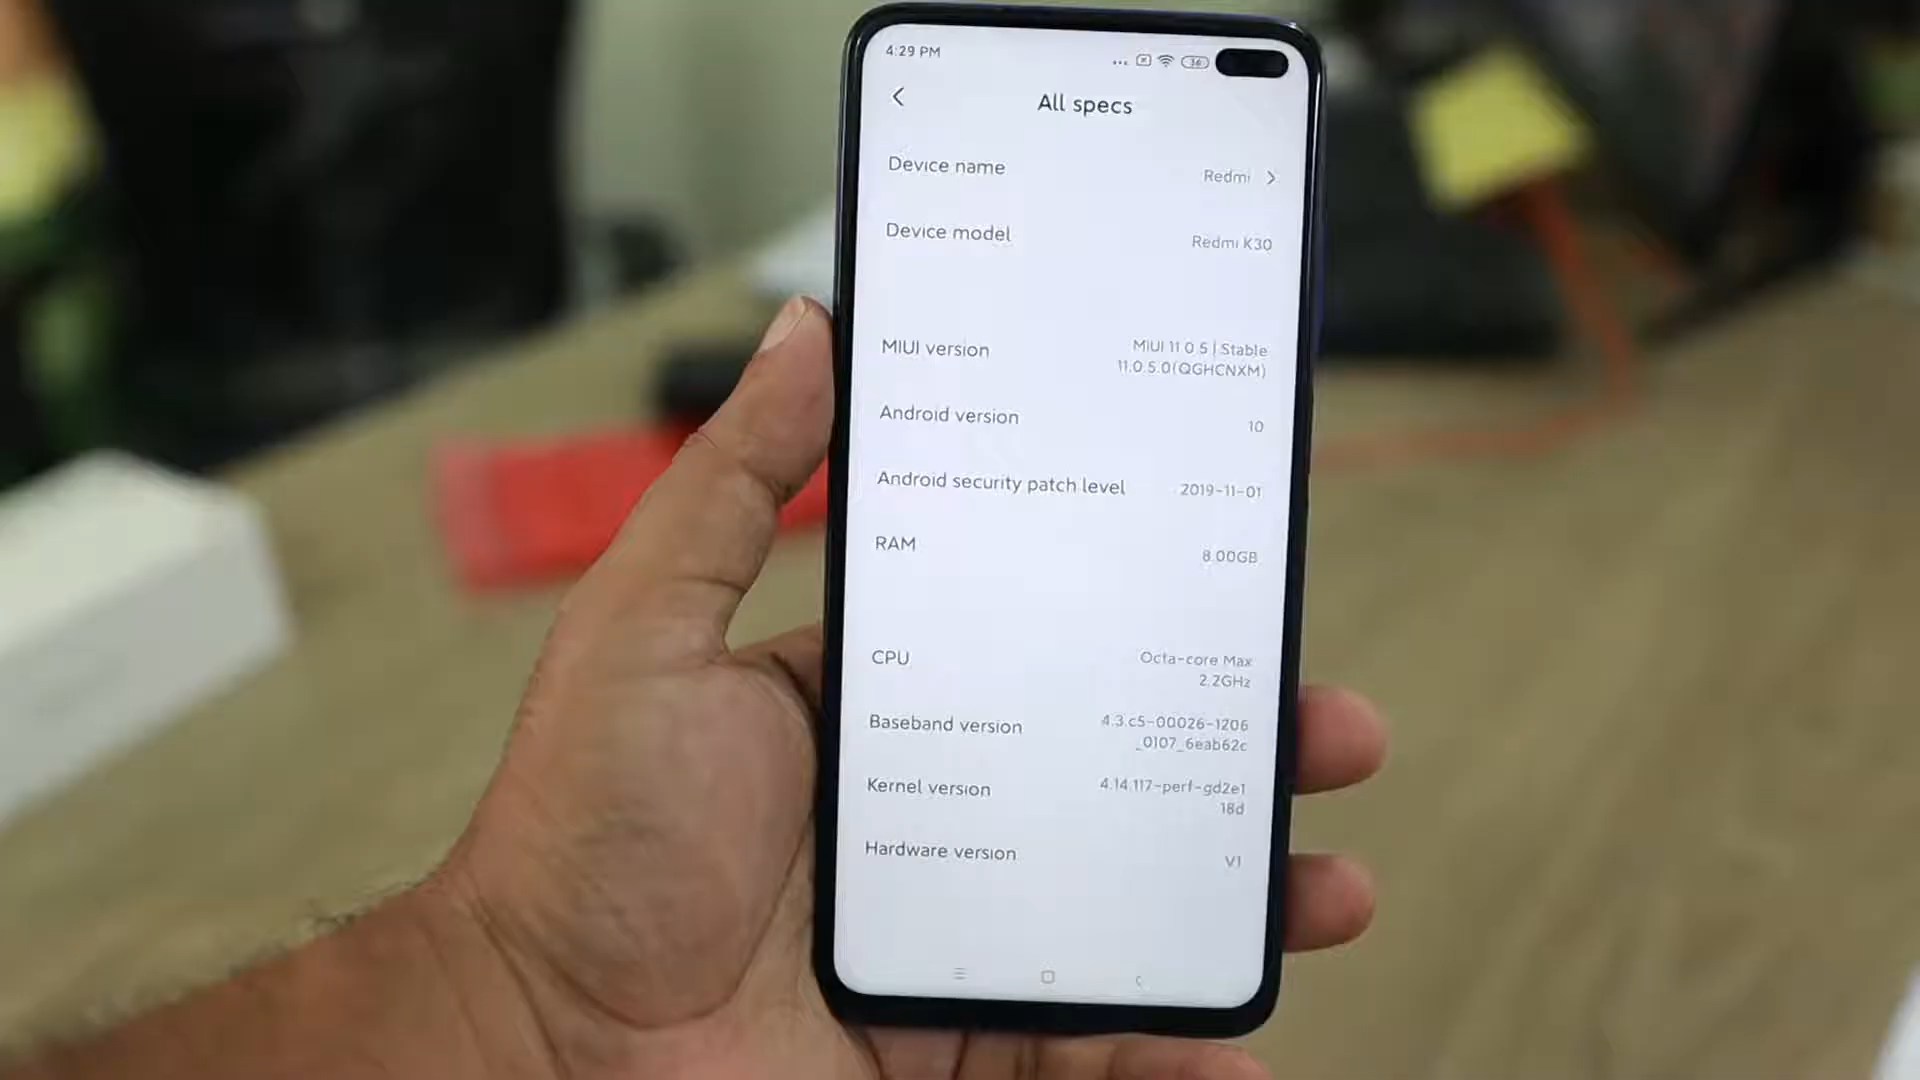 4:29 PM
36
All specs
Device name
Redmi
Device model
Redmi K30
MIUI version
MIUI 11.0.5 | Stable
11.0.5.0(QGHCNXM)
Android version
10
Android security patch level
2019-11-01
RAM
8.00GB
CPU
Octa-core Max
2.2GHz
Baseband version
4.3.c5-00026-1206
_0107_6eab62c
Kernel version
4.14.117-perf-gd2e1
18d
Hardware version
V1